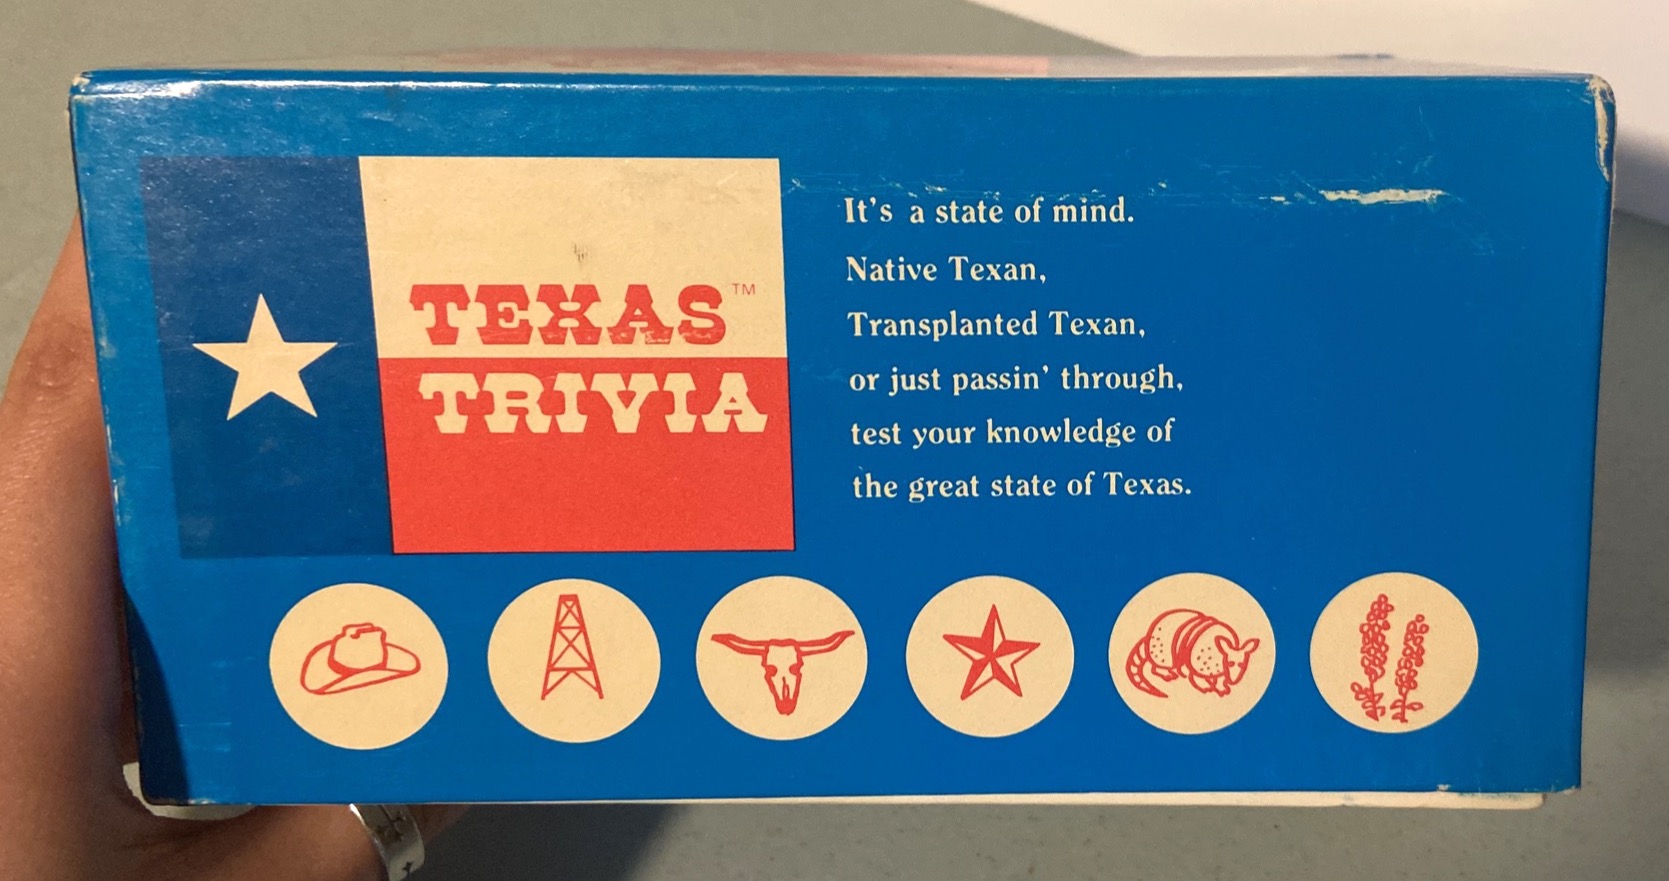 TEXAS™
TRIVIA
It's a state of mind.
Native Texan,
Transplanted Texan,
or just passin' through,
test your knowledge of
the great state of Texas.